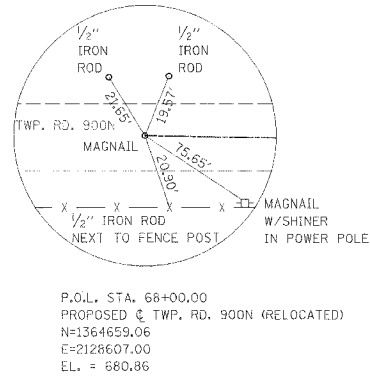 1/2" IRON ROD
1/2" IRON ROD
21.65'
19.57'
TWP. RD. 900N
MAGNAIL
75.65'
20.90'
MAGNAIL
W/SHINER
IN POWER POLE
X X X X
1/2" IRON ROD
NEXT TO FENCE POST
P.O.L. STA. 68+00.00
PROPOSED ℄ TWP. RD. 900N (RELOCATED)
N=1364659.06
E=2128607.00
EL. = 680.86